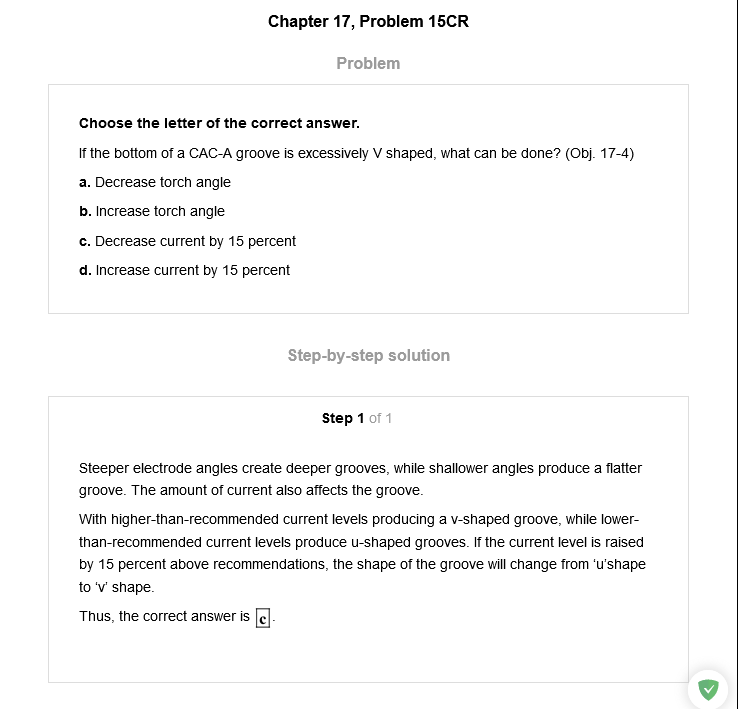 Chapter 17, Problem 15CR
Problem
Choose the letter of the correct answer.
If the bottom of a CAC-A groove is excessively V shaped, what can be done? (Obj. 17-4)
a. Decrease torch angle
b. Increase torch angle
c. Decrease current by 15 percent
d. Increase current by 15 percent
Step-by-step solution
Step 1 of 1
Steeper electrode angles create deeper grooves, while shallower angles produce a flatter
groove. The amount of current also affects the groove.
With higher-than-recommended current levels producing a v-shaped groove, while lower-
than-recommended current levels produce u-shaped grooves. If the current level is raised
by 15 percent above recommendations, the shape of the groove will change from ‘u’shape
to ‘v’ shape.
Thus, the correct answer is c.